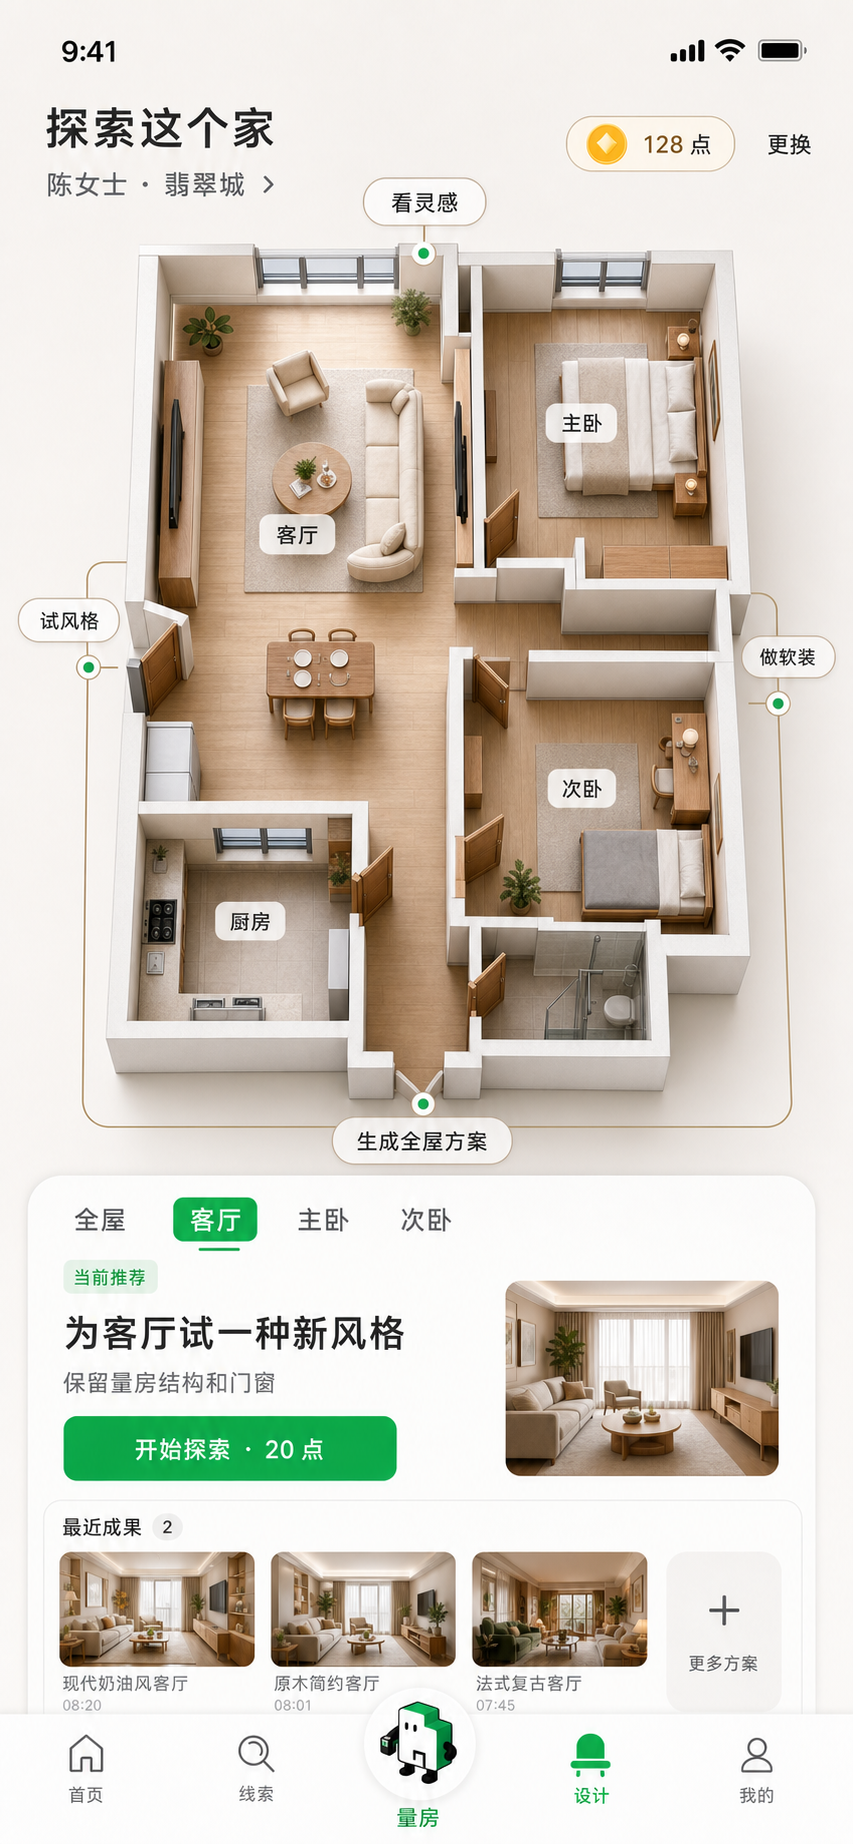 9:41
探索这个家
128 点
更换
陈女士 · 翡翠城 >
看灵感
主卧
客厅
试风格
做软装
次卧
厨房
生成全屋方案
全屋
客厅
主卧
次卧
当前推荐
为客厅试一种新风格
保留量房结构和门窗
开始探索 · 20 点
最近成果 2
现代奶油风客厅
08:20
原木简约客厅
08:01
法式复古客厅
07:45
更多方案
首页
线索
量房
设计
我的